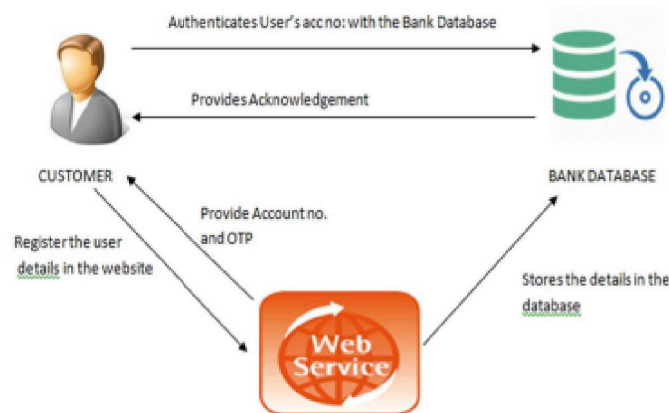 Authenticates User's acc no: with the Bank Database
Provides Acknowledgement
CUSTOMER
BANK DATABASE
Provide Account no.
and OTP
Register the user
details in the website
Stores the details in the
database
Web
Service